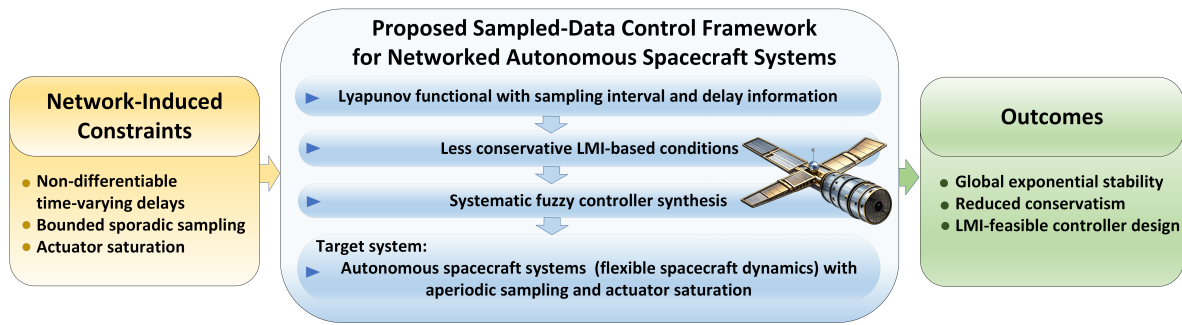 Network-Induced
Constraints
Non-differentiable
time-varying delays
Bounded sporadic sampling
Actuator saturation
Proposed Sampled-Data Control Framework
for Networked Autonomous Spacecraft Systems
Lyapunov functional with sampling interval and delay information
Less conservative LMI-based conditions
Systematic fuzzy controller synthesis
Target system:
Autonomous spacecraft systems (flexible spacecraft dynamics) with
aperiodic sampling and actuator saturation
Outcomes
Global exponential stability
Reduced conservatism
LMI-feasible controller design